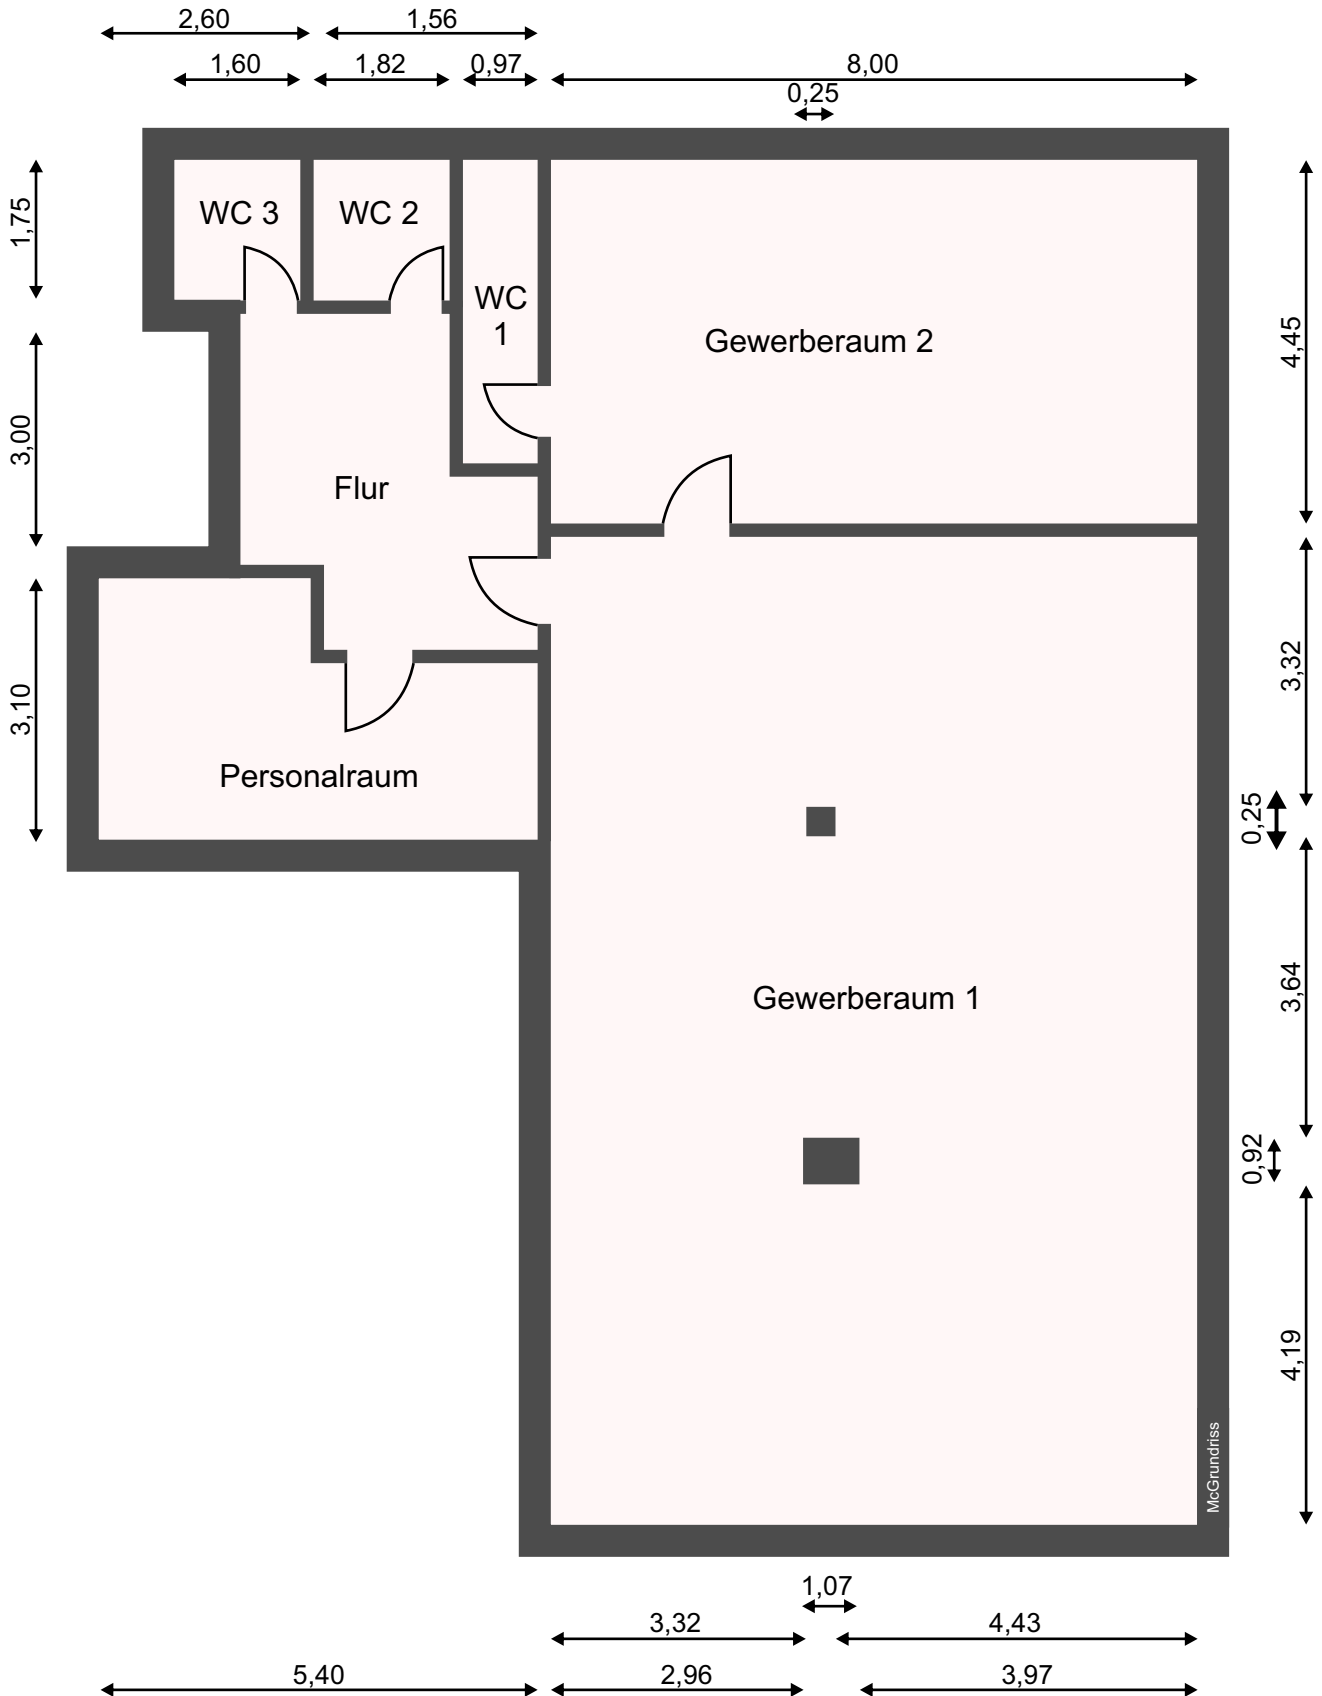 2,60
1,56
1,60
1,82
0,97
8,00
0,25
1,75
WC 3
WC 2
WC
1
Gewerberaum 2
4,45
3,00
Flur
3,10
3,32
Personalraum
0,25
Gewerberaum 1
3,64
0,92
4,19
McGrundriss
1,07
3,32
4,43
5,40
2,96
3,97